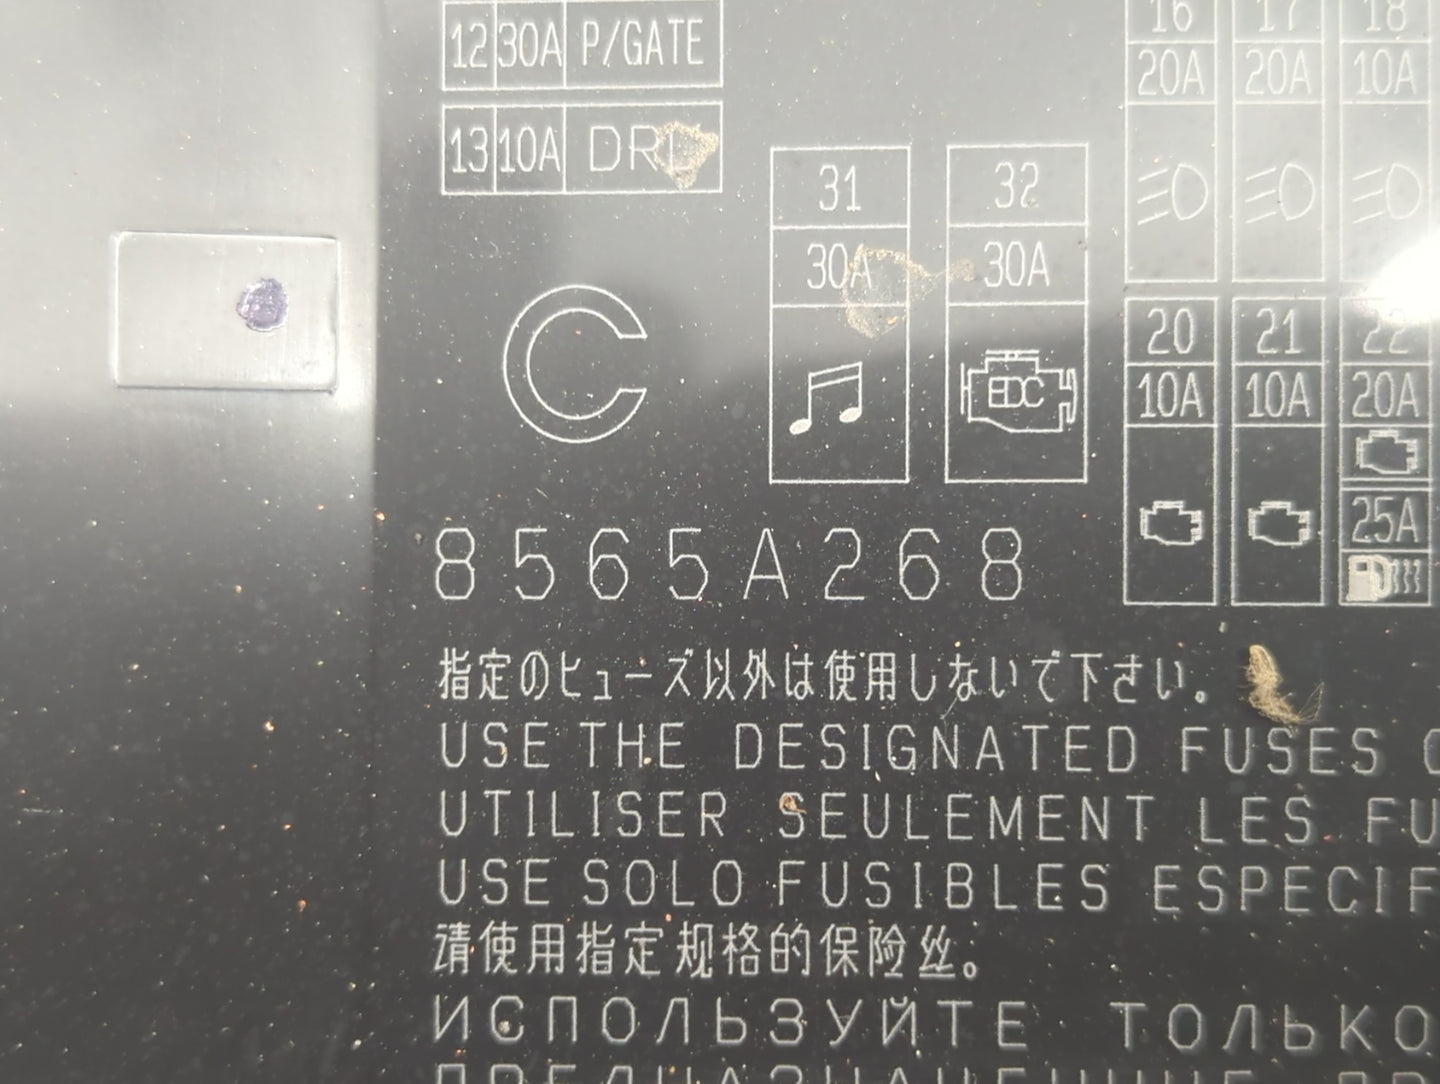 12 30A P/GATE
13 10A DRL
16 17 18
20A 20A 10A
31 32
30A 30A
EDC
C
20 21 22
10A 10A 20A
25A
8565A268
指定のヒューズ以外は使用しないで下さい。
USE THE DESIGNATED FUSES
UTILISER SEULEMENT LES
USE SOLO FUSIBLES
请使用指定规格的保险丝。
ИСПОЛЬЗУЙТЕ ТОЛЬКО